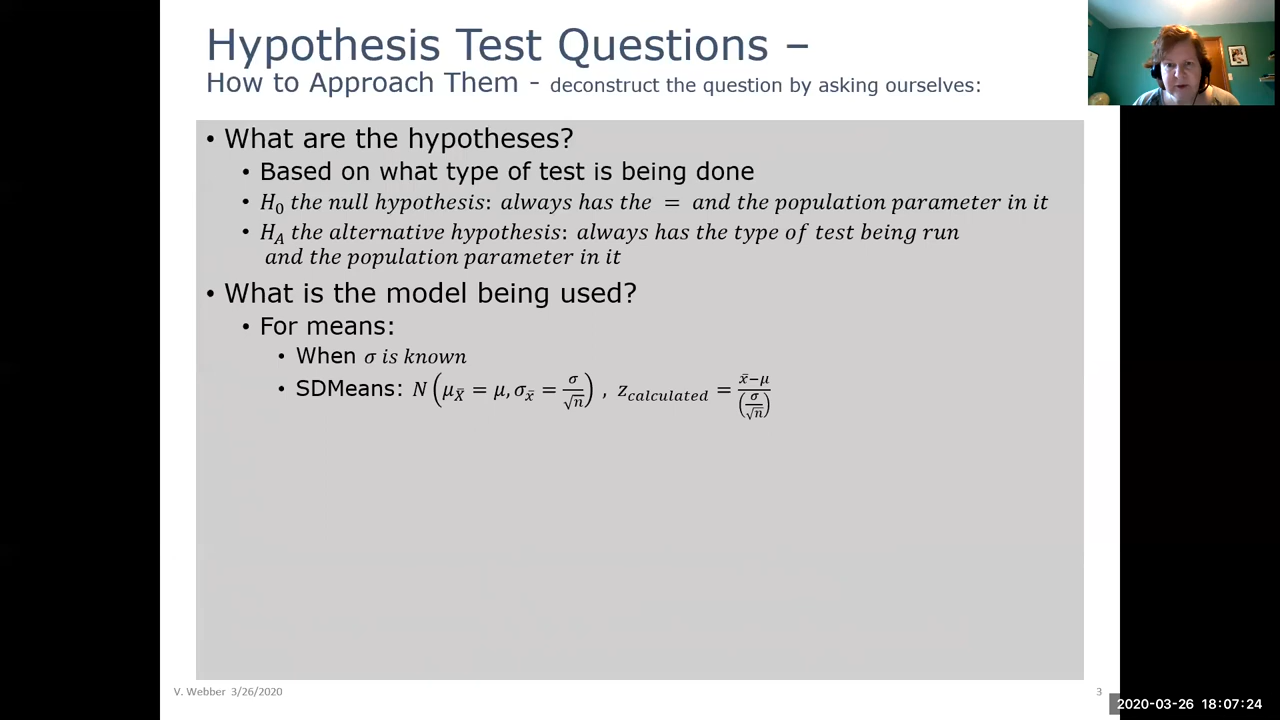 Hypothesis Test Questions –
How to Approach Them - deconstruct the question by asking ourselves:
• What are the hypotheses?
• Based on what type of test is being done
• H₀ the null hypothesis: always has the = and the population parameter in it
• H_A the alternative hypothesis: always has the type of test being run
and the population parameter in it
• What is the model being used?
• For means:
• When σ is known
• SDMeans: N(μ_X̄ = μ, σ_x̄ = σ/√n) , z_calculated = (x̄−μ)/(σ/√n)
V. Webber 3/26/2020
3
2020-03-26 18:07:24